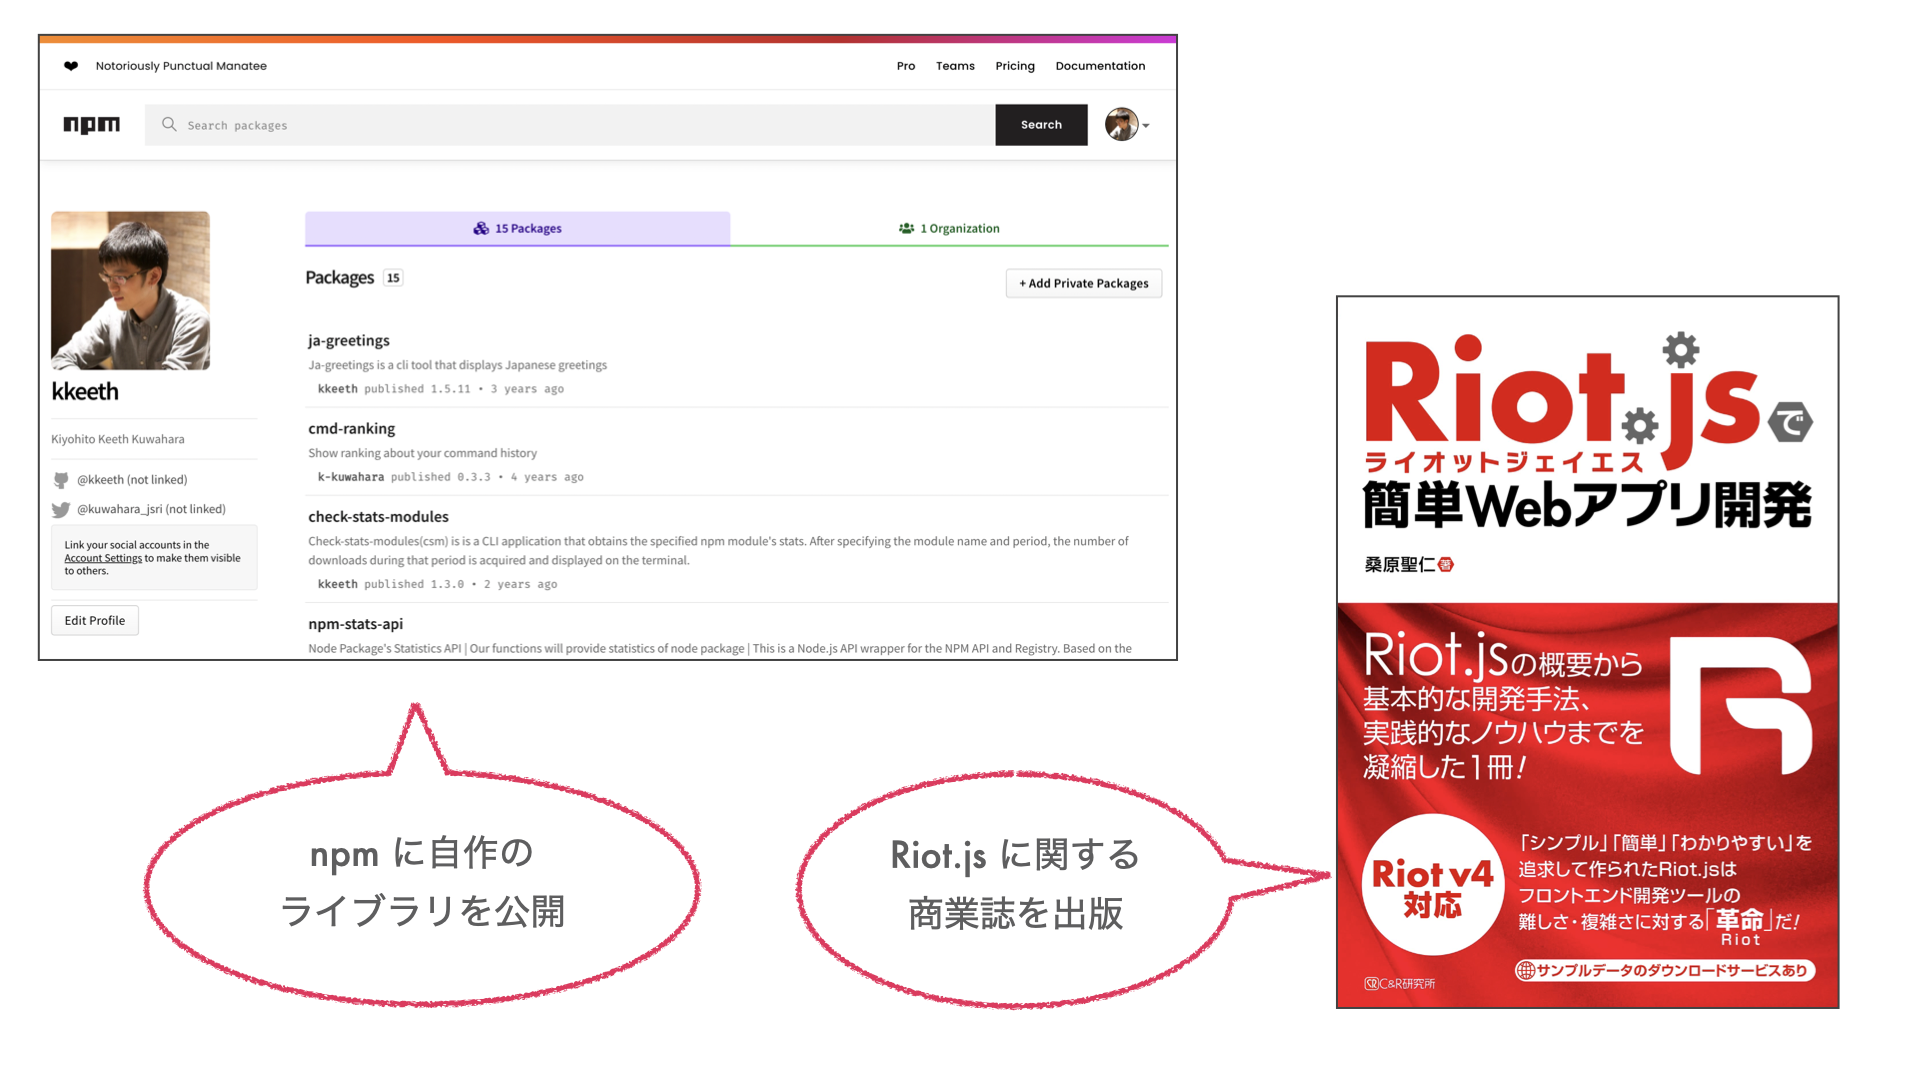 Notoriously Punctual Manatee
Pro Teams Pricing Documentation
npm
Search packages
Search
15 Packages
1 Organization
Packages 15
+ Add Private Packages
kkeeth
Kiyohito Keeth Kuwahara
@kkeeth (not linked)
@kuwahara_jsri (not linked)
Link your social accounts in the
Account Settings to make them visible
to others.
Edit Profile
ja-greetings
Ja-greetings is a cli tool that displays Japanese greetings
kkeeth published 1.5.11 • 3 years ago
cmd-ranking
Show ranking about your command history
k-kuwahara published 0.3.3 • 4 years ago
check-stats-modules
Check-stats-modules(csm) is is a CLI application that obtains the specified npm module's stats. After specifying the module name and period, the number of
downloads during that period is acquired and displayed on the terminal.
kkeeth published 1.3.0 • 2 years ago
npm-stats-api
Node Package's Statistics API | Our functions will provide statistics of node package | This is a Node.js API wrapper for the NPM API and Registry. Based on the
npm に自作の
ライブラリを公開
Riot.js に関する
商業誌を出版
Riot.jsで
ライオットジェイエス
簡単Webアプリ開発
桑原聖仁 著
Riot.jsの概要から
基本的な開発手法、
実践的なノウハウまでを
凝縮した1冊!
Riot v4
対応
「シンプル」「簡単」「わかりやすい」を
追求して作られたRiot.jsは
フロントエンド開発ツールの
難しさ・複雑さに対する「革命」だ!
Riot
サンプルデータのダウンロードサービスあり
C&R研究所